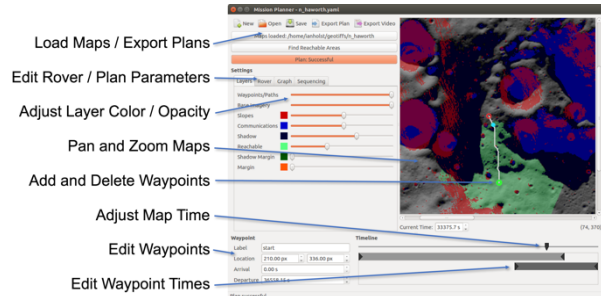 Mission Planner - n_haworth.yaml
New Open Save Export Plan Export Video
Load Maps / Export Plans
Maps loaded: /home/ianholst/geotiffs/n_haworth
Find Reachable Areas
Plan Successful
Edit Rover / Plan Parameters
Settings
Layers Rover Graph Sequencing
Adjust Layer Color / Opacity
Waypoints/Paths
Base Imagery
Slopes
Communications
Pan and Zoom Maps
Shadow
Reachable
Add and Delete Waypoints
Shadow Margin
Margin
Adjust Map Time
Current Time: 33375.7 s
(74, 370)
Edit Waypoints
Waypoint
Timeline
Label start
Location 210.00 px 336.00 px
Arrival 0.00 s
Edit Waypoint Times
Departure 36558.15 s